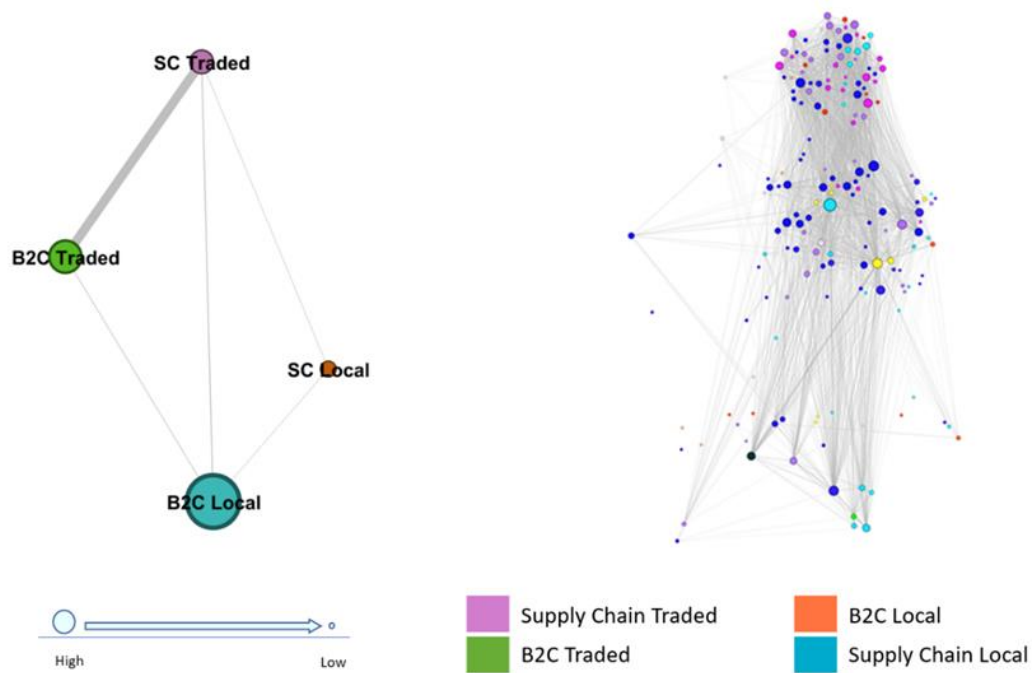 SC Traded
B2C Traded
SC Local
B2C Local
High
Low
Supply Chain Traded
B2C Traded
B2C Local
Supply Chain Local